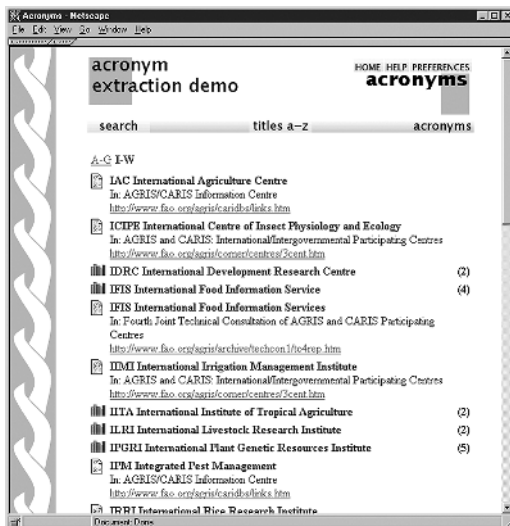 Acronyms - Netscape
File Edit View Go Window Help
acronym
extraction demo
HOME HELP PREFERENCES
acronyms
search titles a–z acronyms
A-G I-W
IAC International Agriculture Centre
In: AGRIS/CARIS Information Centre
http://www.fao.org/agris/caridbs/links.htm
ICIPE International Centre of Insect Physiology and Ecology
In: AGRIS and CARIS: International/Intergovernmental Participating Centres
http://www.fao.org/agris/corner/centres/3cent.htm
IDRC International Development Research Centre (2)
IFIS International Food Information Service (4)
IFIS International Food Information Services
In: Fourth Joint Technical Consultation of AGRIS and CARIS Participating
Centres
http://www.fao.org/agris/archive/techcon1/tc4rep.htm
IIMI International Irrigation Management Institute
In: AGRIS and CARIS: International/Intergovernmental Participating Centres
http://www.fao.org/agris/corner/centres/3cent.htm
IITA International Institute of Tropical Agriculture (2)
ILRI International Livestock Research Institute (2)
IPGRI International Plant Genetic Resources Institute (5)
IPM Integrated Pest Management
In: AGRIS/CARIS Information Centre
http://www.fao.org/agris/caridbs/links.htm
IRRI International Rice Research Institute
Document: Done